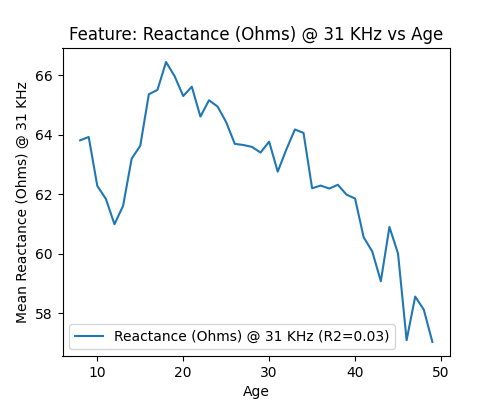 Feature: Reactance (Ohms) @ 31 KHz vs Age
Mean Reactance (Ohms) @ 31 KHz
66
64
62
60
58
Reactance (Ohms) @ 31 KHz (R2=0.03)
10
20
30
40
50
Age